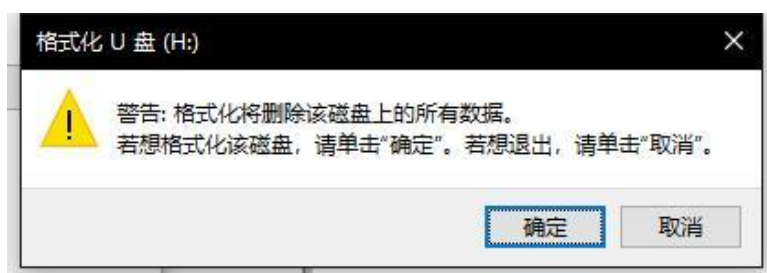 格式化 U 盘 (H:)
警告: 格式化将删除该磁盘上的所有数据。
若想格式化该磁盘，请单击“确定”。若想退出，请单击“取消”。
确定
取消